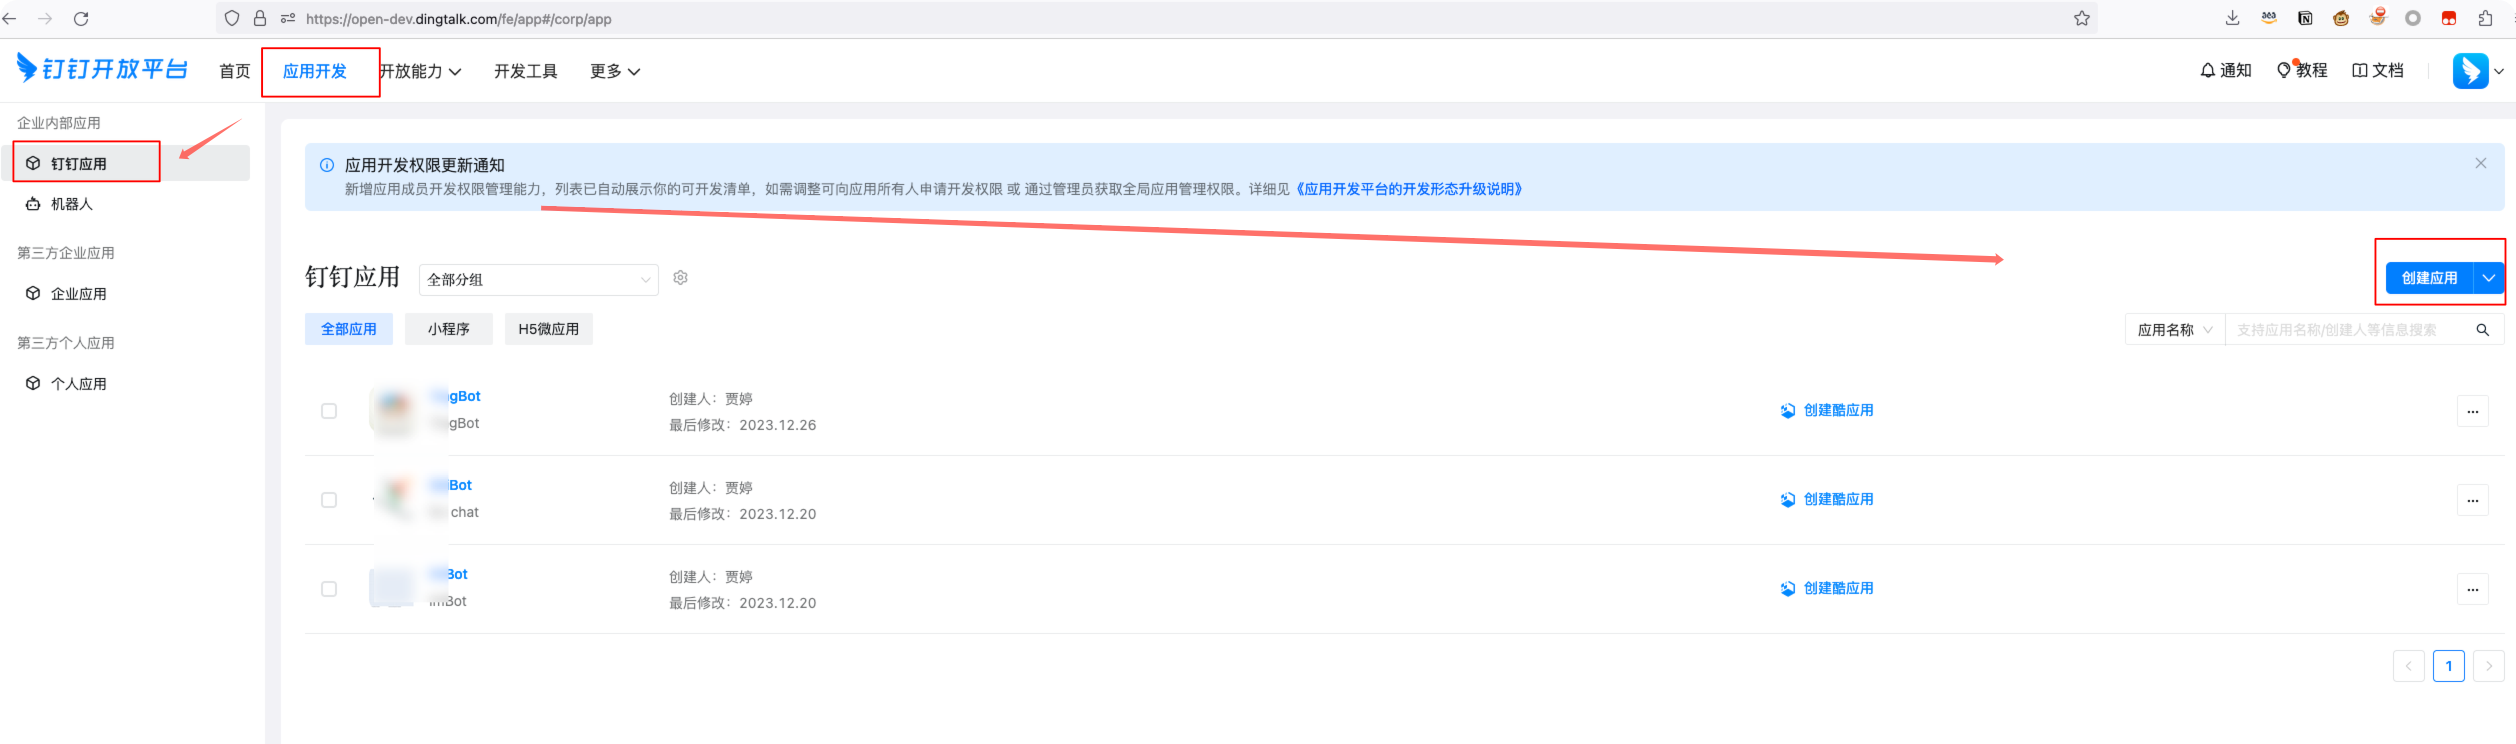 https://open-dev.dingtalk.com/fe/app#/corp/app
钉钉开放平台
首页
应用开发
开放能力
开发工具
更多
通知
教程
文档
企业内部应用
钉钉应用
机器人
第三方企业应用
企业应用
第三方个人应用
个人应用
应用开发权限更新通知
新增应用成员开发权限管理能力，列表已自动展示你的可开发清单，如需调整可向应用所有人申请开发权限 或 通过管理员获取全局应用管理权限。详细见《应用开发平台的开发形态升级说明》
钉钉应用
全部分组
创建应用
全部应用
小程序
H5微应用
应用名称
支持应用名称/创建人等信息搜索
gBot
gBot
创建人：贾婷
最后修改：2023.12.26
创建酷应用
Bot
chat
创建人：贾婷
最后修改：2023.12.20
创建酷应用
Bot
Bot
创建人：贾婷
最后修改：2023.12.20
创建酷应用
1